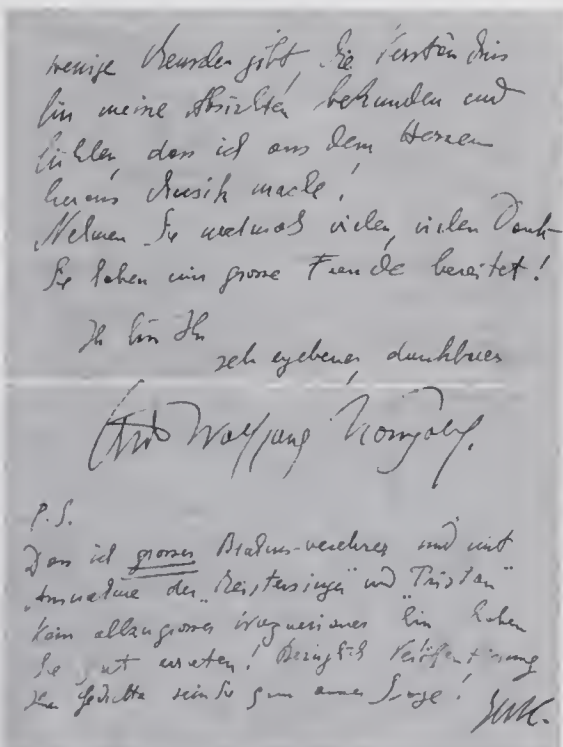 wenige Menschen gibt, die Verständnis
für meine Absichten bekunden und
fühlen, dass ich aus dem Herzen
heraus Musik mache!
Nehmen Sie nochmals vielen, vielen Dank
Sie haben mir grosse Freude bereitet!
Ich bin Ihr
sehr ergebener, dankbarer
Erich Wolfgang Korngold.
P.S.
Dass ich grosser Brahms-verehrer und mit
Ausnahme der "Meistersinger" und "Tristan"
kein allzugrosser Wagnerianer bin haben
Sie gut erraten! Bezüglich Veröffentlichung
Ihrer Gedichte sein Sie ganz ausser Sorge!
EWK.